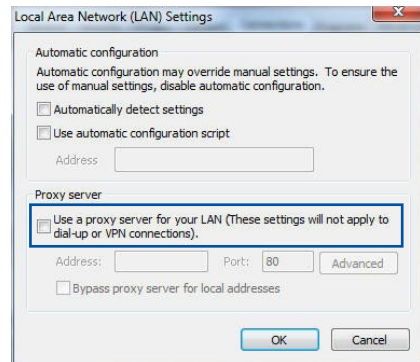 Local Area Network (LAN) Settings
Automatic configuration
Automatic configuration may override manual settings. To ensure the
use of manual settings, disable automatic configuration.
Automatically detect settings
Use automatic configuration script
Address
Proxy server
Use a proxy server for your LAN (These settings will not apply to
dial-up or VPN connections).
Address: Port: 80 Advanced
Bypass proxy server for local addresses
OK Cancel